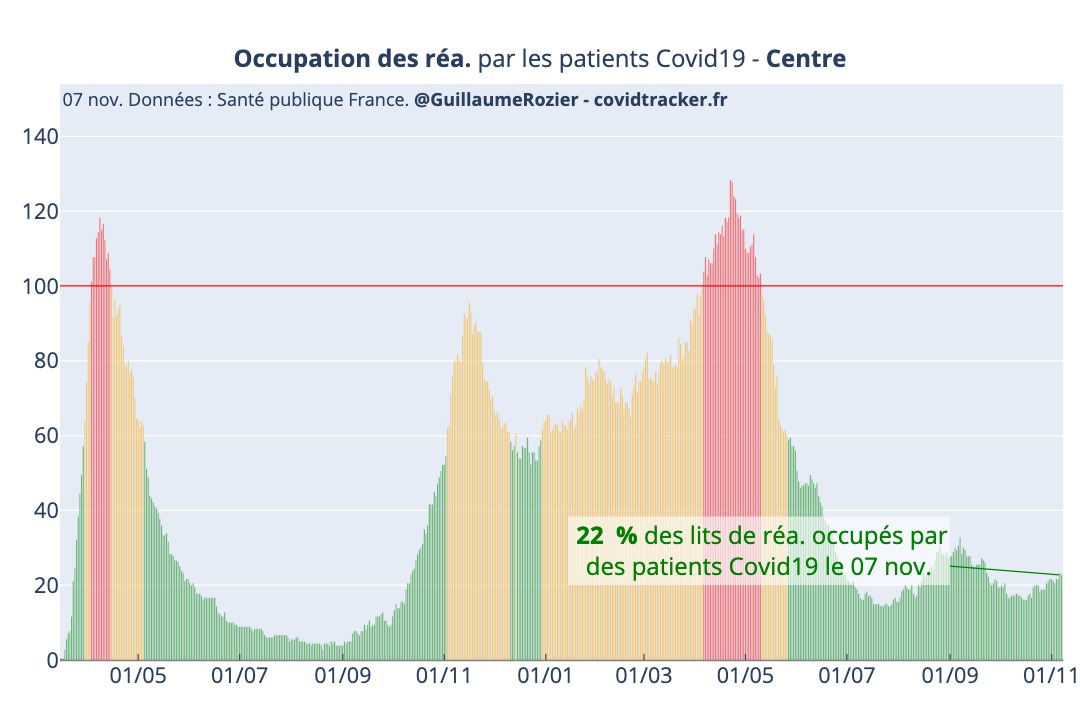 Occupation des réa. par les patients Covid19 - Centre
07 nov. Données : Santé publique France. @GuillaumeRozier - covidtracker.fr
140
120
100
80
60
40
20
0
22 % des lits de réa. occupés par
des patients Covid19 le 07 nov.
01/05 01/07 01/09 01/11 01/01 01/03 01/05 01/07 01/09 01/11